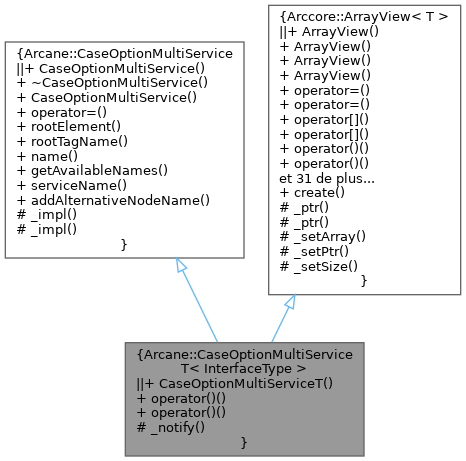 {Arcane::CaseOptionMultiService
||+ CaseOptionMultiService()
+ ~CaseOptionMultiService()
+ CaseOptionMultiService()
+ operator=()
+ rootElement()
+ rootTagName()
+ name()
+ getAvailableNames()
+ serviceName()
+ addAlternativeNodeName()
# _impl()
# _impl()
}
{Arccore::ArrayView< T >
||+ ArrayView()
+ ArrayView()
+ ArrayView()
+ ArrayView()
+ operator=()
+ operator=()
+ operator[]()
+ operator[]()
+ operator()()
+ operator()()
et 31 de plus...
+ create()
# _ptr()
# _ptr()
# _setArray()
# _setPtr()
# _setSize()
}
{Arcane::CaseOptionMultiService
T< InterfaceType >
||+ CaseOptionMultiServiceT()
+ operator()()
+ operator()()
# _notify()
}